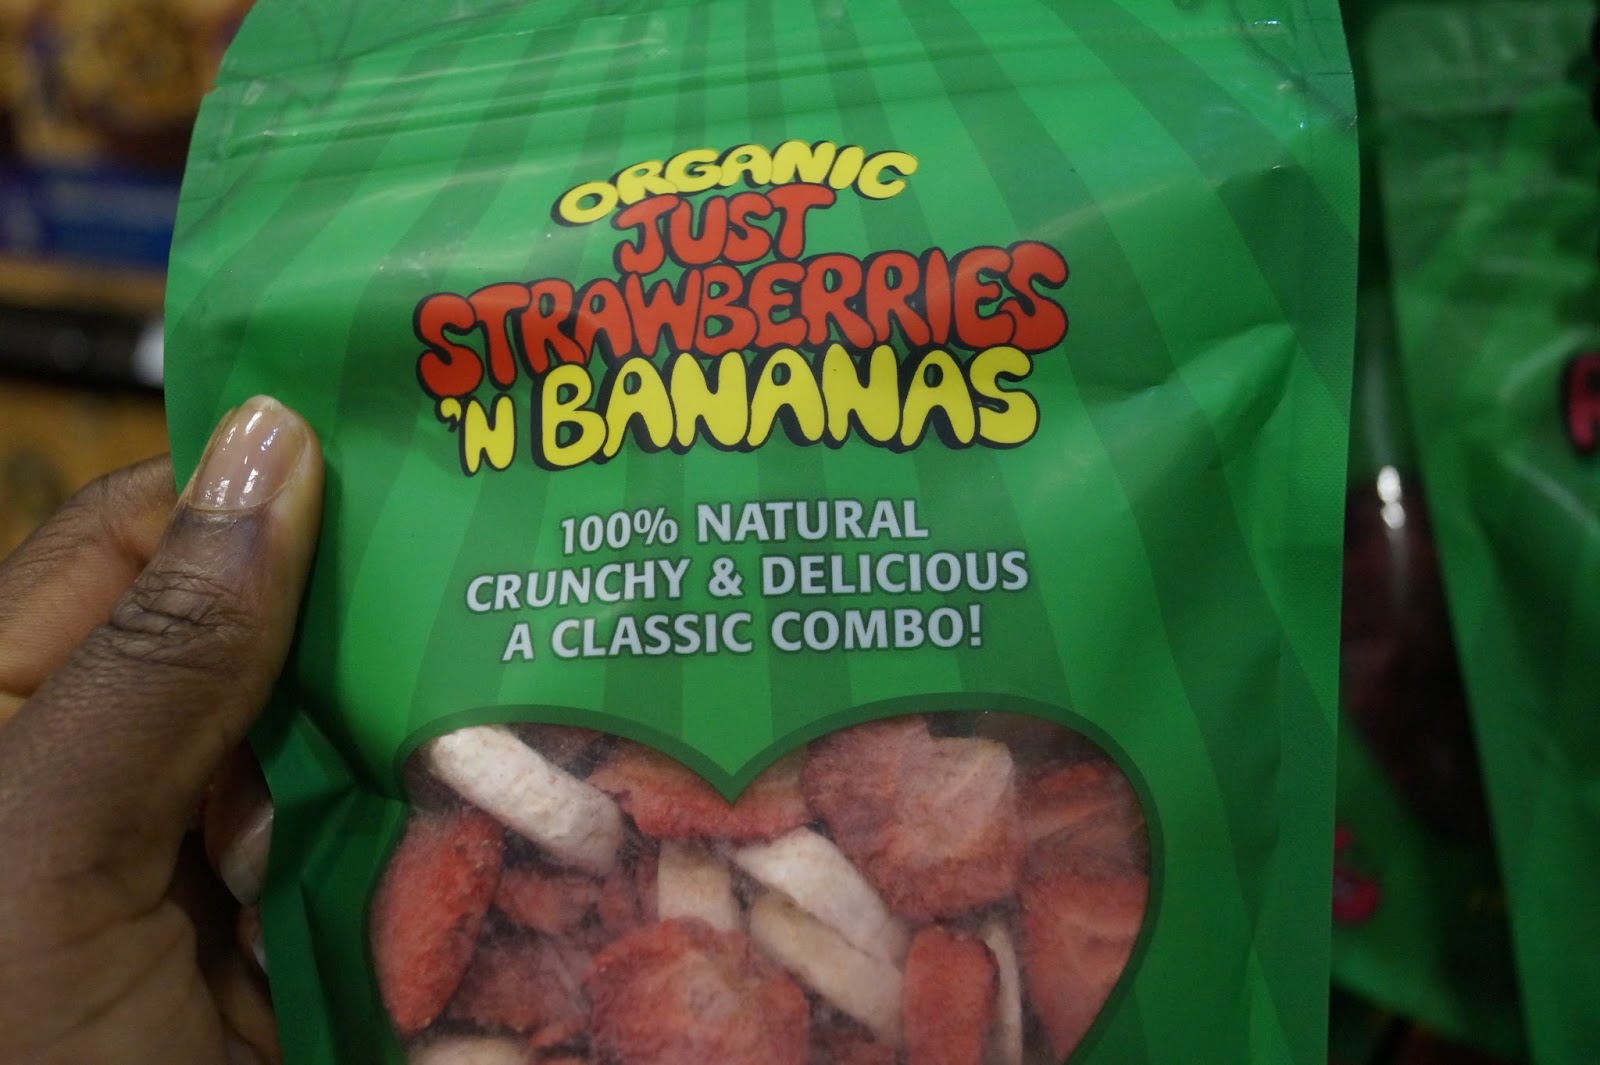 ORGANIC
JUST
STRAWBERRIES
'N BANANAS
100% NATURAL
CRUNCHY & DELICIOUS
A CLASSIC COMBO!